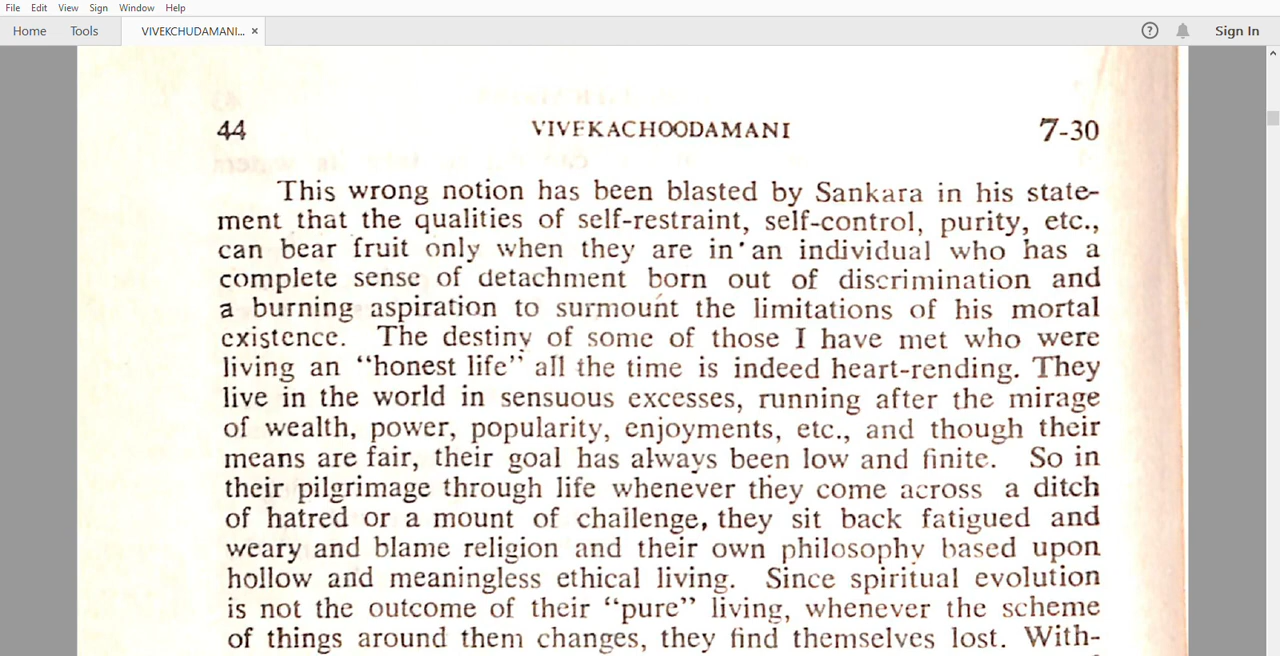 File Edit View Sign Window Help
Home Tools VIVEKCHUDAMANI... × ? Sign In
44 VIVEKACHOODAMANI 7-30
This wrong notion has been blasted by Sankara in his state-
ment that the qualities of self-restraint, self-control, purity, etc.,
can bear fruit only when they are in an individual who has a
complete sense of detachment born out of discrimination and
a burning aspiration to surmount the limitations of his mortal
existence. The destiny of some of those I have met who were
living an “honest life” all the time is indeed heart-rending. They
live in the world in sensuous excesses, running after the mirage
of wealth, power, popularity, enjoyments, etc., and though their
means are fair, their goal has always been low and finite. So in
their pilgrimage through life whenever they come across a ditch
of hatred or a mount of challenge, they sit back fatigued and
weary and blame religion and their own philosophy based upon
hollow and meaningless ethical living. Since spiritual evolution
is not the outcome of their “pure” living, whenever the scheme
of things around them changes, they find themselves lost. With-